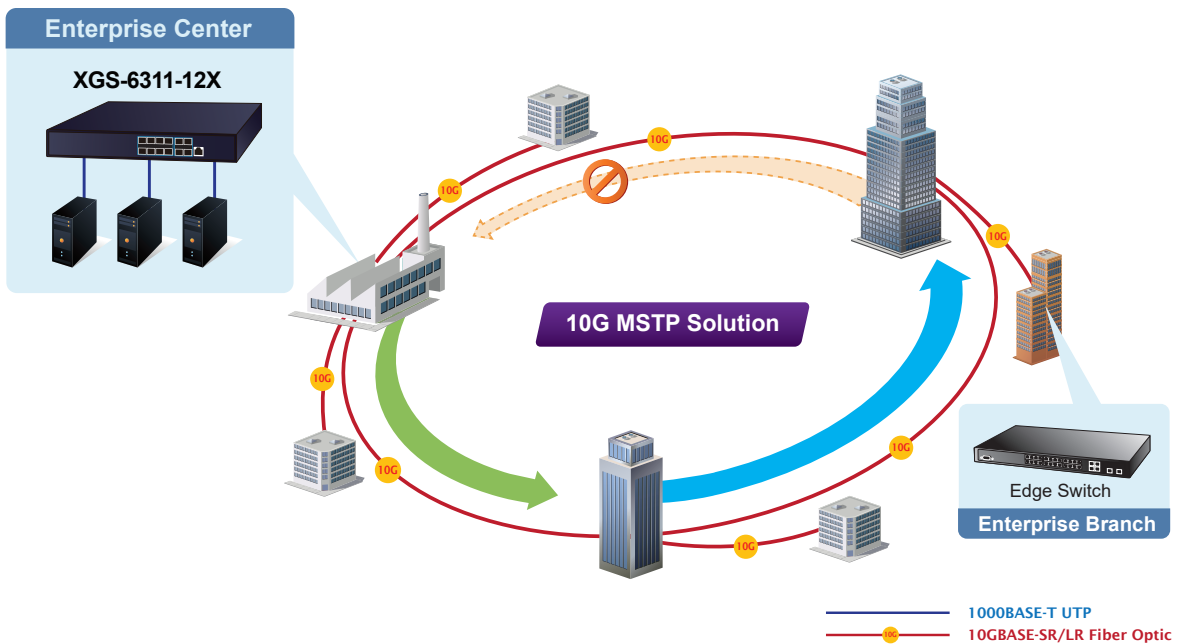 Enterprise Center
XGS-6311-12X
10G
10G
10G
10G
10G MSTP Solution
10G
10G
10G
10G
Edge Switch
Enterprise Branch
1000BASE-T UTP
10G
10GBASE-SR/LR Fiber Optic